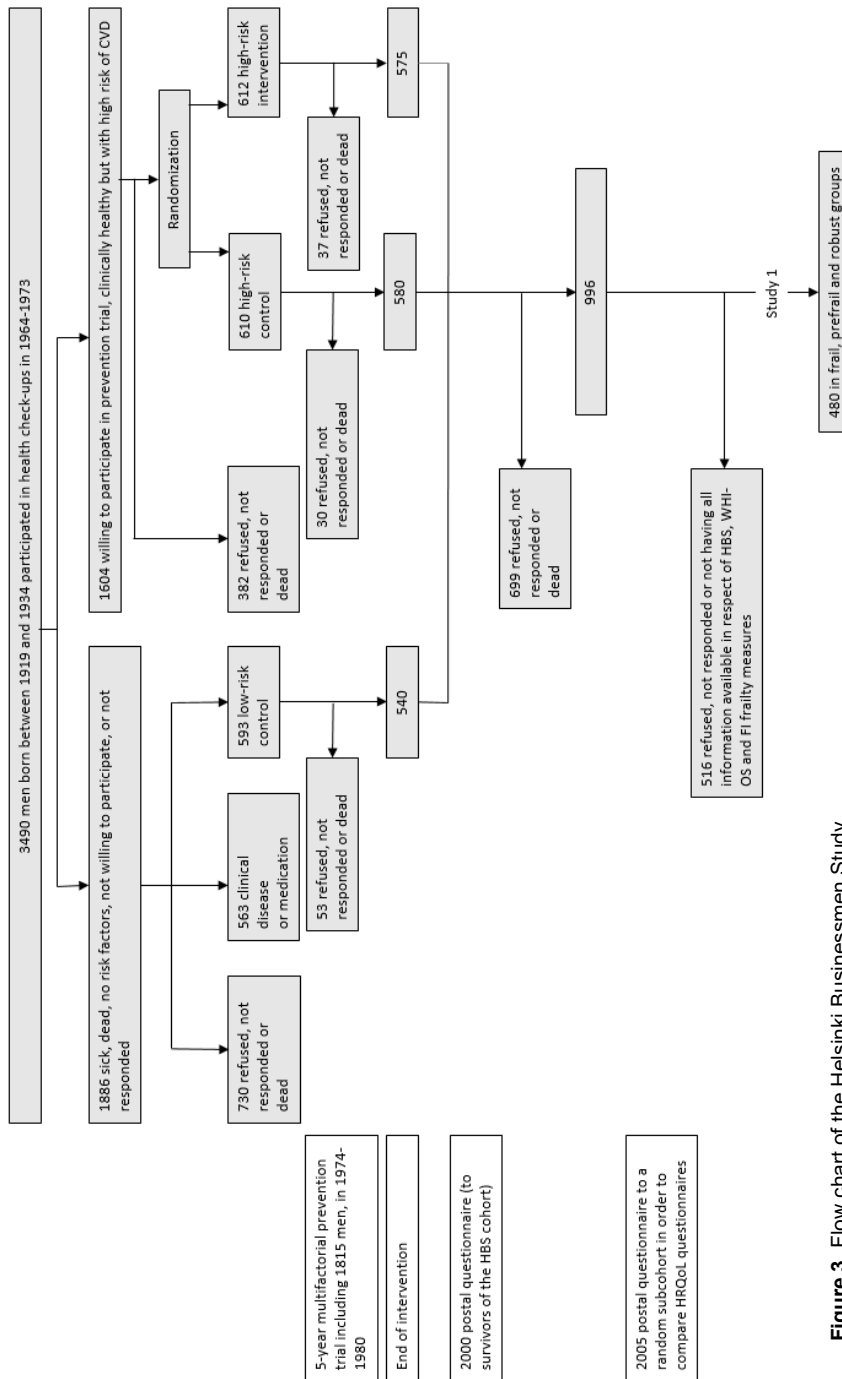 3490 men born between 1919 and 1934 participated in health check-ups in 1964-1973
1886 sick, dead, no risk factors, not willing to participate, or not
responded
1604 willing to participate in prevention trial, clinically healthy but with high risk of CVD
Randomization
730 refused, not
responded or
dead
563 clinical
disease
or medication
593 low-risk
control
382 refused, not
responded or
dead
610 high-risk
control
612 high-risk
intervention
5-year multifactorial prevention
trial including 1815 men, in 1974-
1980
53 refused, not
responded or dead
30 refused, not
responded or dead
37 refused, not
responded or dead
End of intervention
540
580
575
2000 postal questionnaire (to
survivors of the HBS cohort)
699 refused, not
responded or
dead
996
2005 postal questionnaire to a
random subcohort in order to
compare HRQoL questionnaires
516 refused, not responded or not having all
information available in respect of HBS, WHI-
OS and FI frailty measures
Study 1
480 in frail, prefrail and robust groups
Figure 3. Flow chart of the Helsinki Businessmen Study